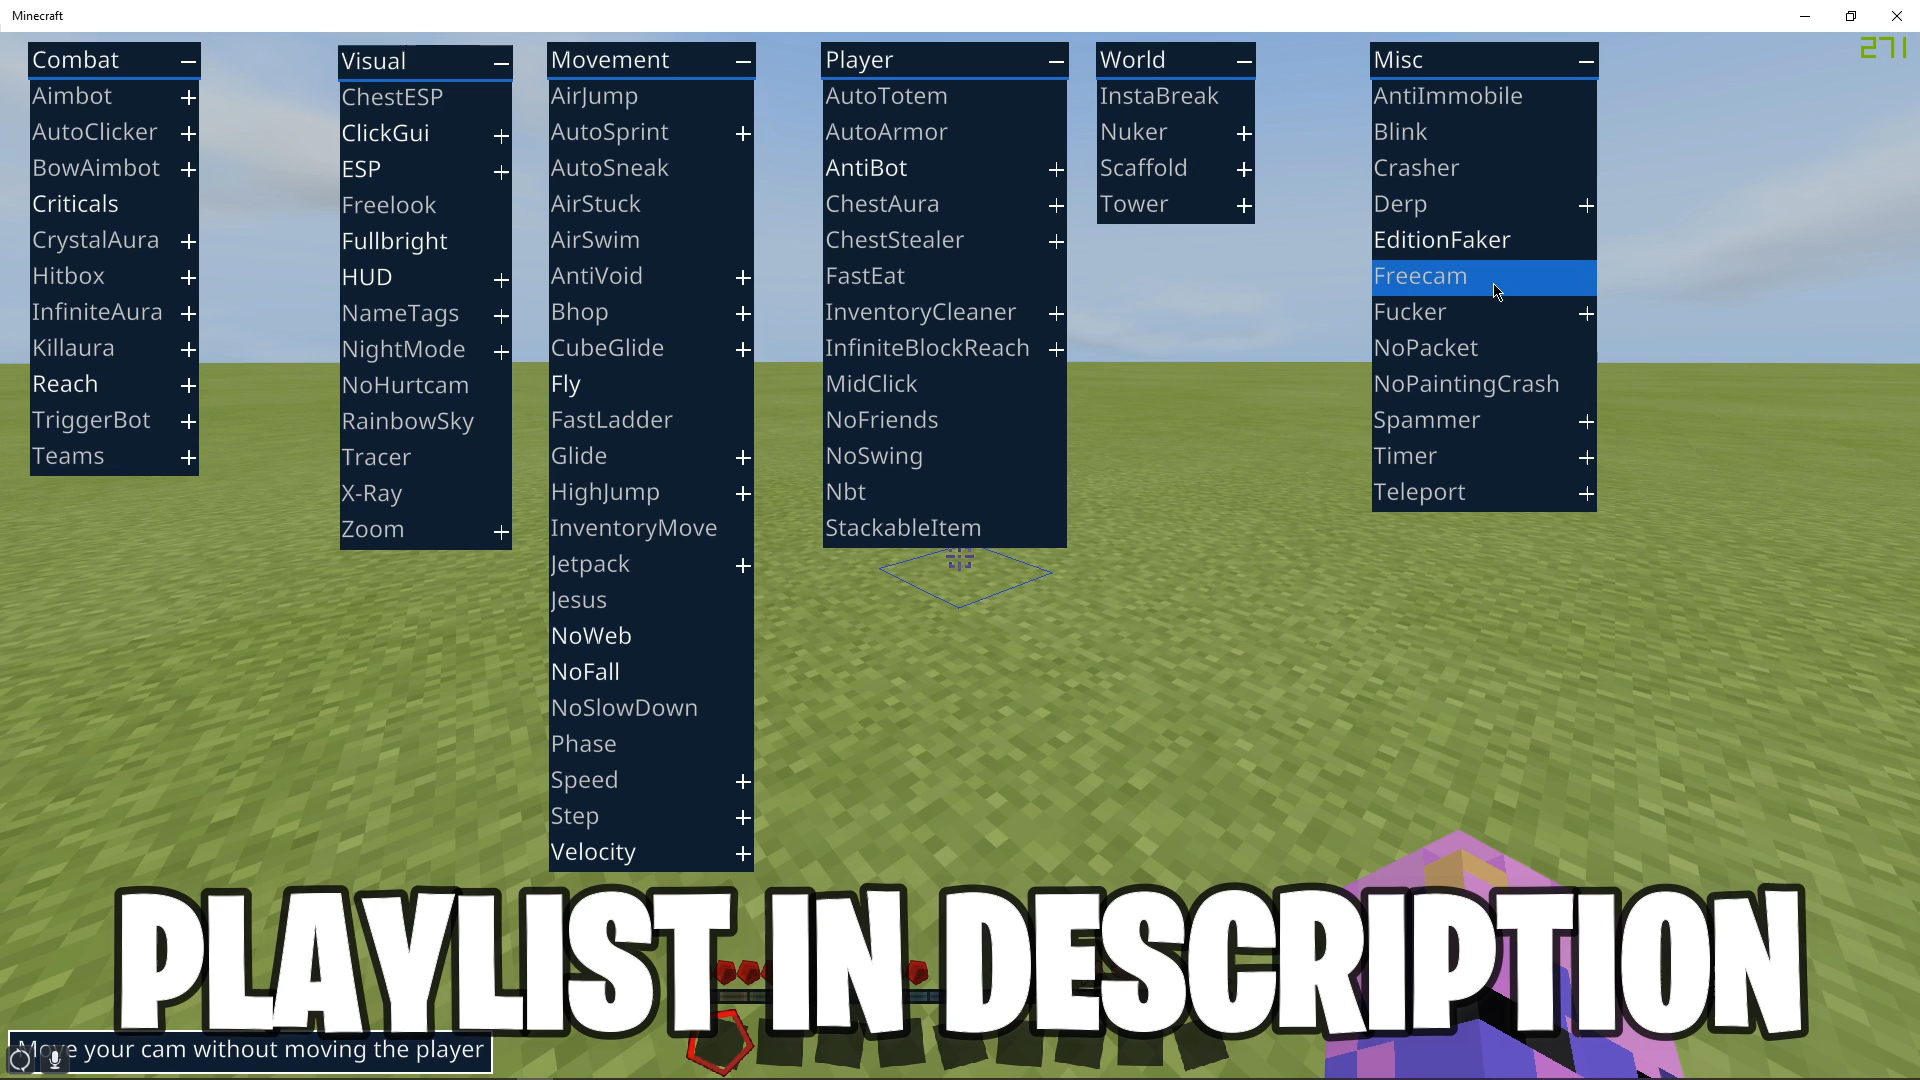 Minecraft
271
Combat
Aimbot
AutoClicker
BowAimbot
Criticals
CrystalAura
Hitbox
InfiniteAura
Killaura
Reach
TriggerBot
Teams
Visual
ChestESP
ClickGui
ESP
Freelook
Fullbright
HUD
NameTags
NightMode
NoHurtcam
RainbowSky
Tracer
X-Ray
Zoom
Movement
AirJump
AutoSprint
AutoSneak
AirStuck
AirSwim
AntiVoid
Bhop
CubeGlide
Fly
FastLadder
Glide
HighJump
InventoryMove
Jetpack
Jesus
NoWeb
NoFall
NoSlowDown
Phase
Speed
Step
Velocity
Player
AutoTotem
AutoArmor
AntiBot
ChestAura
ChestStealer
FastEat
InventoryCleaner
InfiniteBlockReach
MidClick
NoFriends
NoSwing
Nbt
StackableItem
World
InstaBreak
Nuker
Scaffold
Tower
Misc
AntiImmobile
Blink
Crasher
Derp
EditionFaker
Freecam
Fucker
NoPacket
NoPaintingCrash
Spammer
Timer
Teleport
PLAYLIST IN DESCRIPTION
Move your cam without moving the player